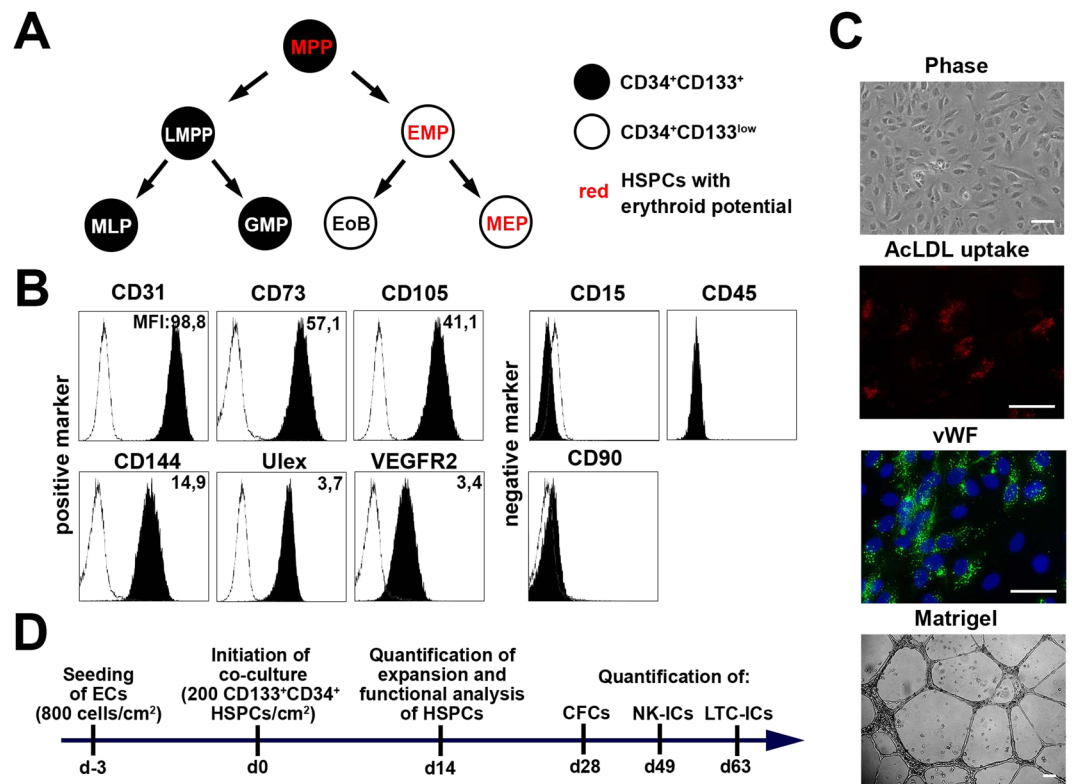 A
MPP
LMPP
EMP
MLP
GMP
EoB
MEP
CD34⁺CD133⁺
CD34⁺CD133ˡᵒʷ
red HSPCs with
erythroid potential
B
positive marker
CD31
MFI:98,8
CD73
57,1
CD105
41,1
CD144
14,9
Ulex
3,7
VEGFR2
3,4
negative marker
CD15
CD45
CD90
C
Phase
AcLDL uptake
vWF
Matrigel
D
Seeding
of ECs
(800 cells/cm²)
Initiation of
co-culture
(200 CD133⁺CD34⁺
HSPCs/cm²)
Quantification of
expansion and
functional analysis
of HSPCs
Quantification of:
CFCs NK-ICs LTC-ICs
d-3 d0 d14 d28 d49 d63